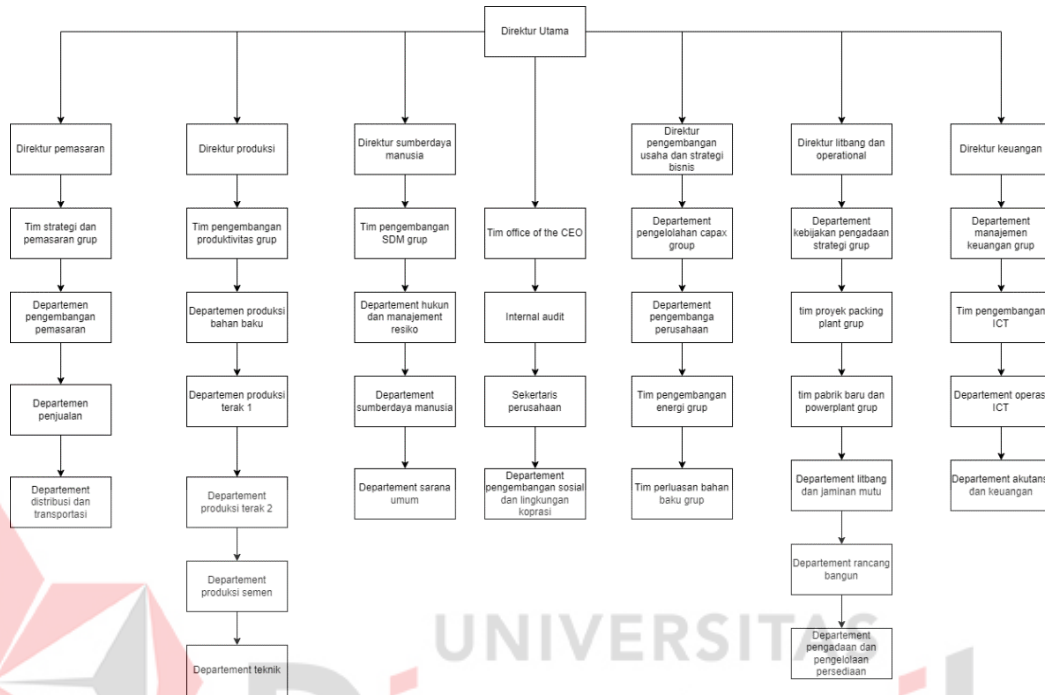 Direktur Utama
Direktur pemasaran
Direktur produksi
Direktur sumberdaya
manusia
Direktur
pengembangan
usaha dan strategi
bisnis
Direktur litbang dan
operational
Direktur keuangan
Tim strategi dan
pemasaran grup
Tim pengembangan
produktivitas grup
Tim pengembangan
SDM grup
Tim office of the CEO
Departement
pengelolahan capax
group
Departement
kebijakan pengadaan
strategi grup
Departement
manajemen
keuangan grup
Departemen
pengembangan
pemasaran
Departemen produksi
bahan baku
Departement hukun
dan manajement
resiko
Internal audit
Departement
pengembanga
perusahaan
tim proyek packing
plant grup
Tim pengembangan
ICT
Departemen
penjualan
Departemen produksi
terak 1
Departement
sumberdaya manusia
Sekertaris
perusahaan
Tim pengembangan
energi grup
tim pabrik baru dan
powerplant grup
Departement operasi
ICT
Departement
distribusi dan
transportasi
Departement
produksi terak 2
Departement sarana
umum
Departement
pengembangan sosial
dan lingkungan
koprasi
Tim perluasan bahan
baku grup
Departement litbang
dan jaminan mutu
Departement akutansi
dan keuangan
Departement
produksi semen
Departement rancang
bangun
Departement teknik
Departement
pengadaan dan
pengelolaan
persediaan
UNIVERSITAS